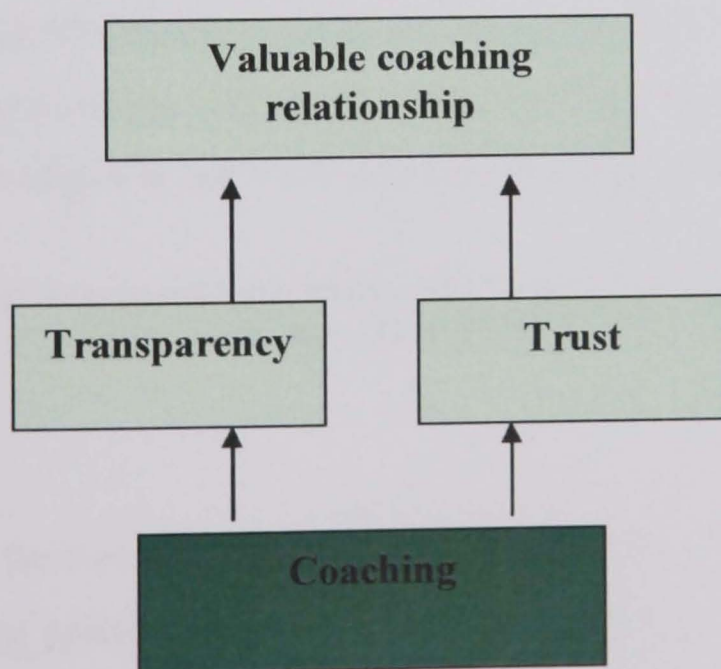 Valuable coaching
relationship
Transparency
Trust
Coaching